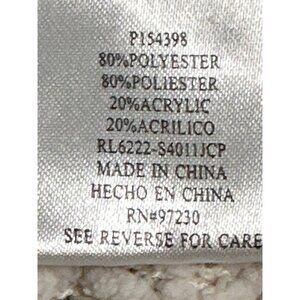 P154398
80%POLYESTER
80%POLIESTER
20%ACRYLIC
20%ACRILICO
RL6222-S4011JCP
MADE IN CHINA
HECHO EN CHINA
RN#97230
SEE REVERSE FOR CARE